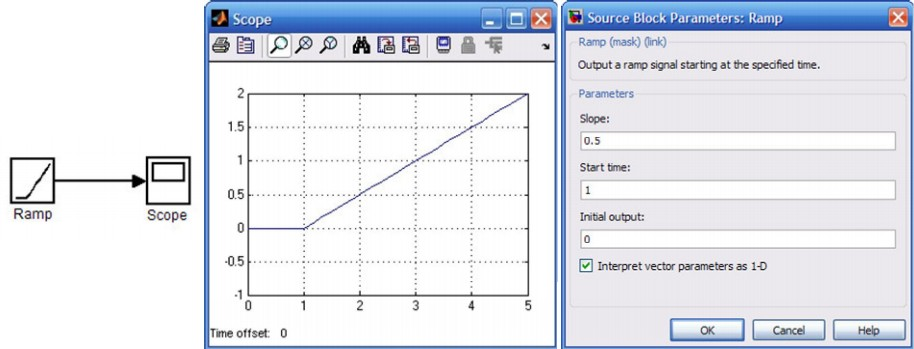 Ramp
Scope
Scope
2
1.5
1
0.5
0
-0.5
-1
0 1 2 3 4 5
Time offset: 0
Source Block Parameters: Ramp
Ramp (mask) (link)
Output a ramp signal starting at the specified time.
Parameters
Slope:
0.5
Start time:
1
Initial output:
0
Interpret vector parameters as 1-D
OK Cancel Help